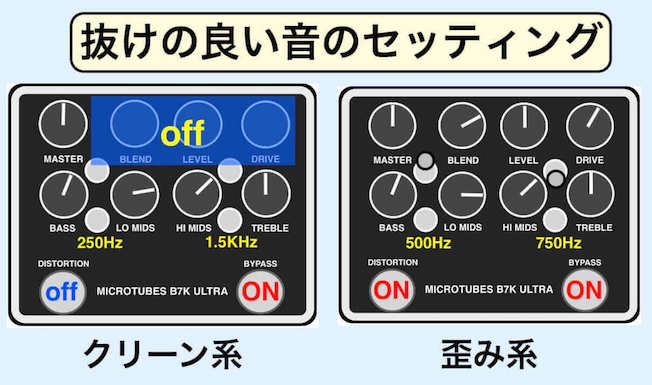 抜けの良い音のセッティング
off
MASTER BLEND LEVEL DRIVE
BASS LO MIDS HI MIDS TREBLE
250Hz 1.5KHz
DISTORTION BYPASS
off MICROTUBES B7K ULTRA ON
クリーン系
MASTER BLEND LEVEL DRIVE
BASS LO MIDS HI MIDS TREBLE
500Hz 750Hz
DISTORTION BYPASS
ON MICROTUBES B7K ULTRA ON
歪み系